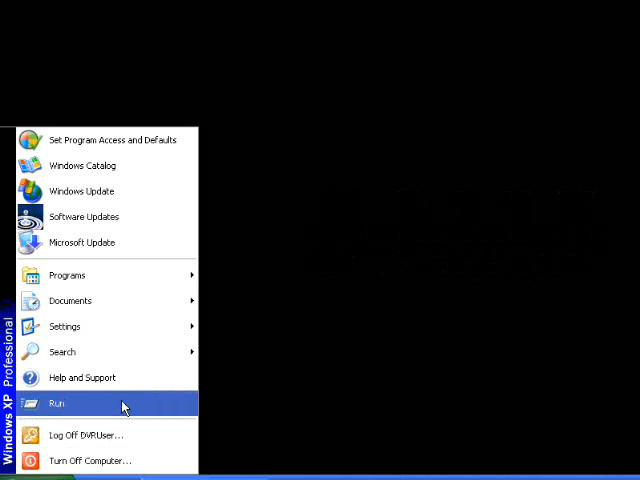 Set Program Access and Defaults
Windows Catalog
Windows Update
Software Updates
Microsoft Update
Programs
Documents
Settings
Search
Help and Support
Run
Log Off DVRUser...
Turn Off Computer...
Windows XP Professional